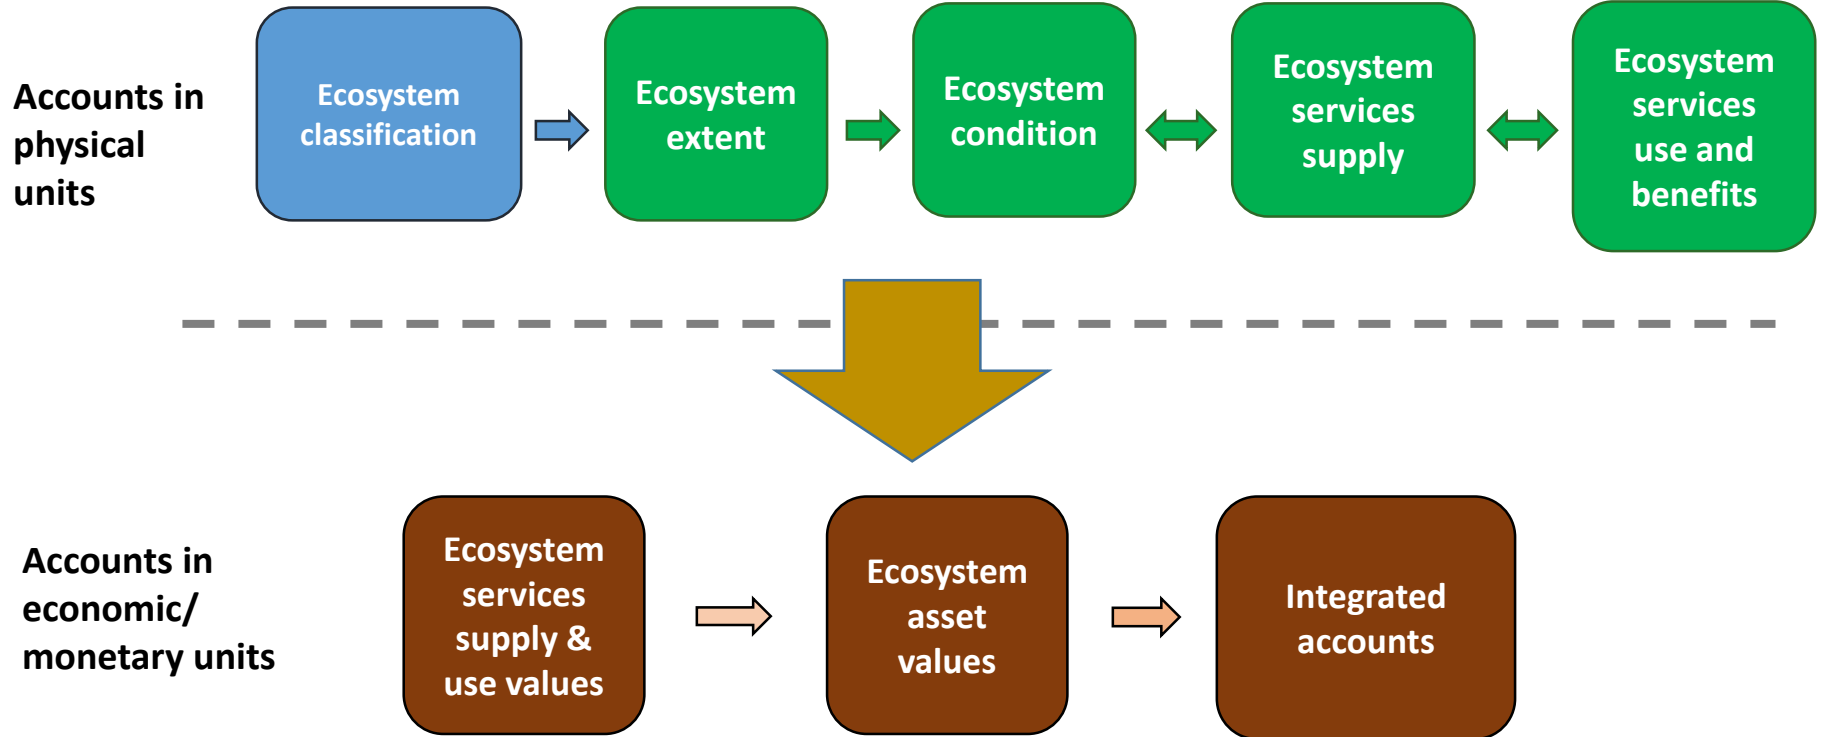 Accounts in
physical
units
Ecosystem
classification
Ecosystem
extent
Ecosystem
condition
Ecosystem
services
supply
Ecosystem
services
use and
benefits
Accounts in
economic/
monetary units
Ecosystem
services
supply &
use values
Ecosystem
asset
values
Integrated
accounts